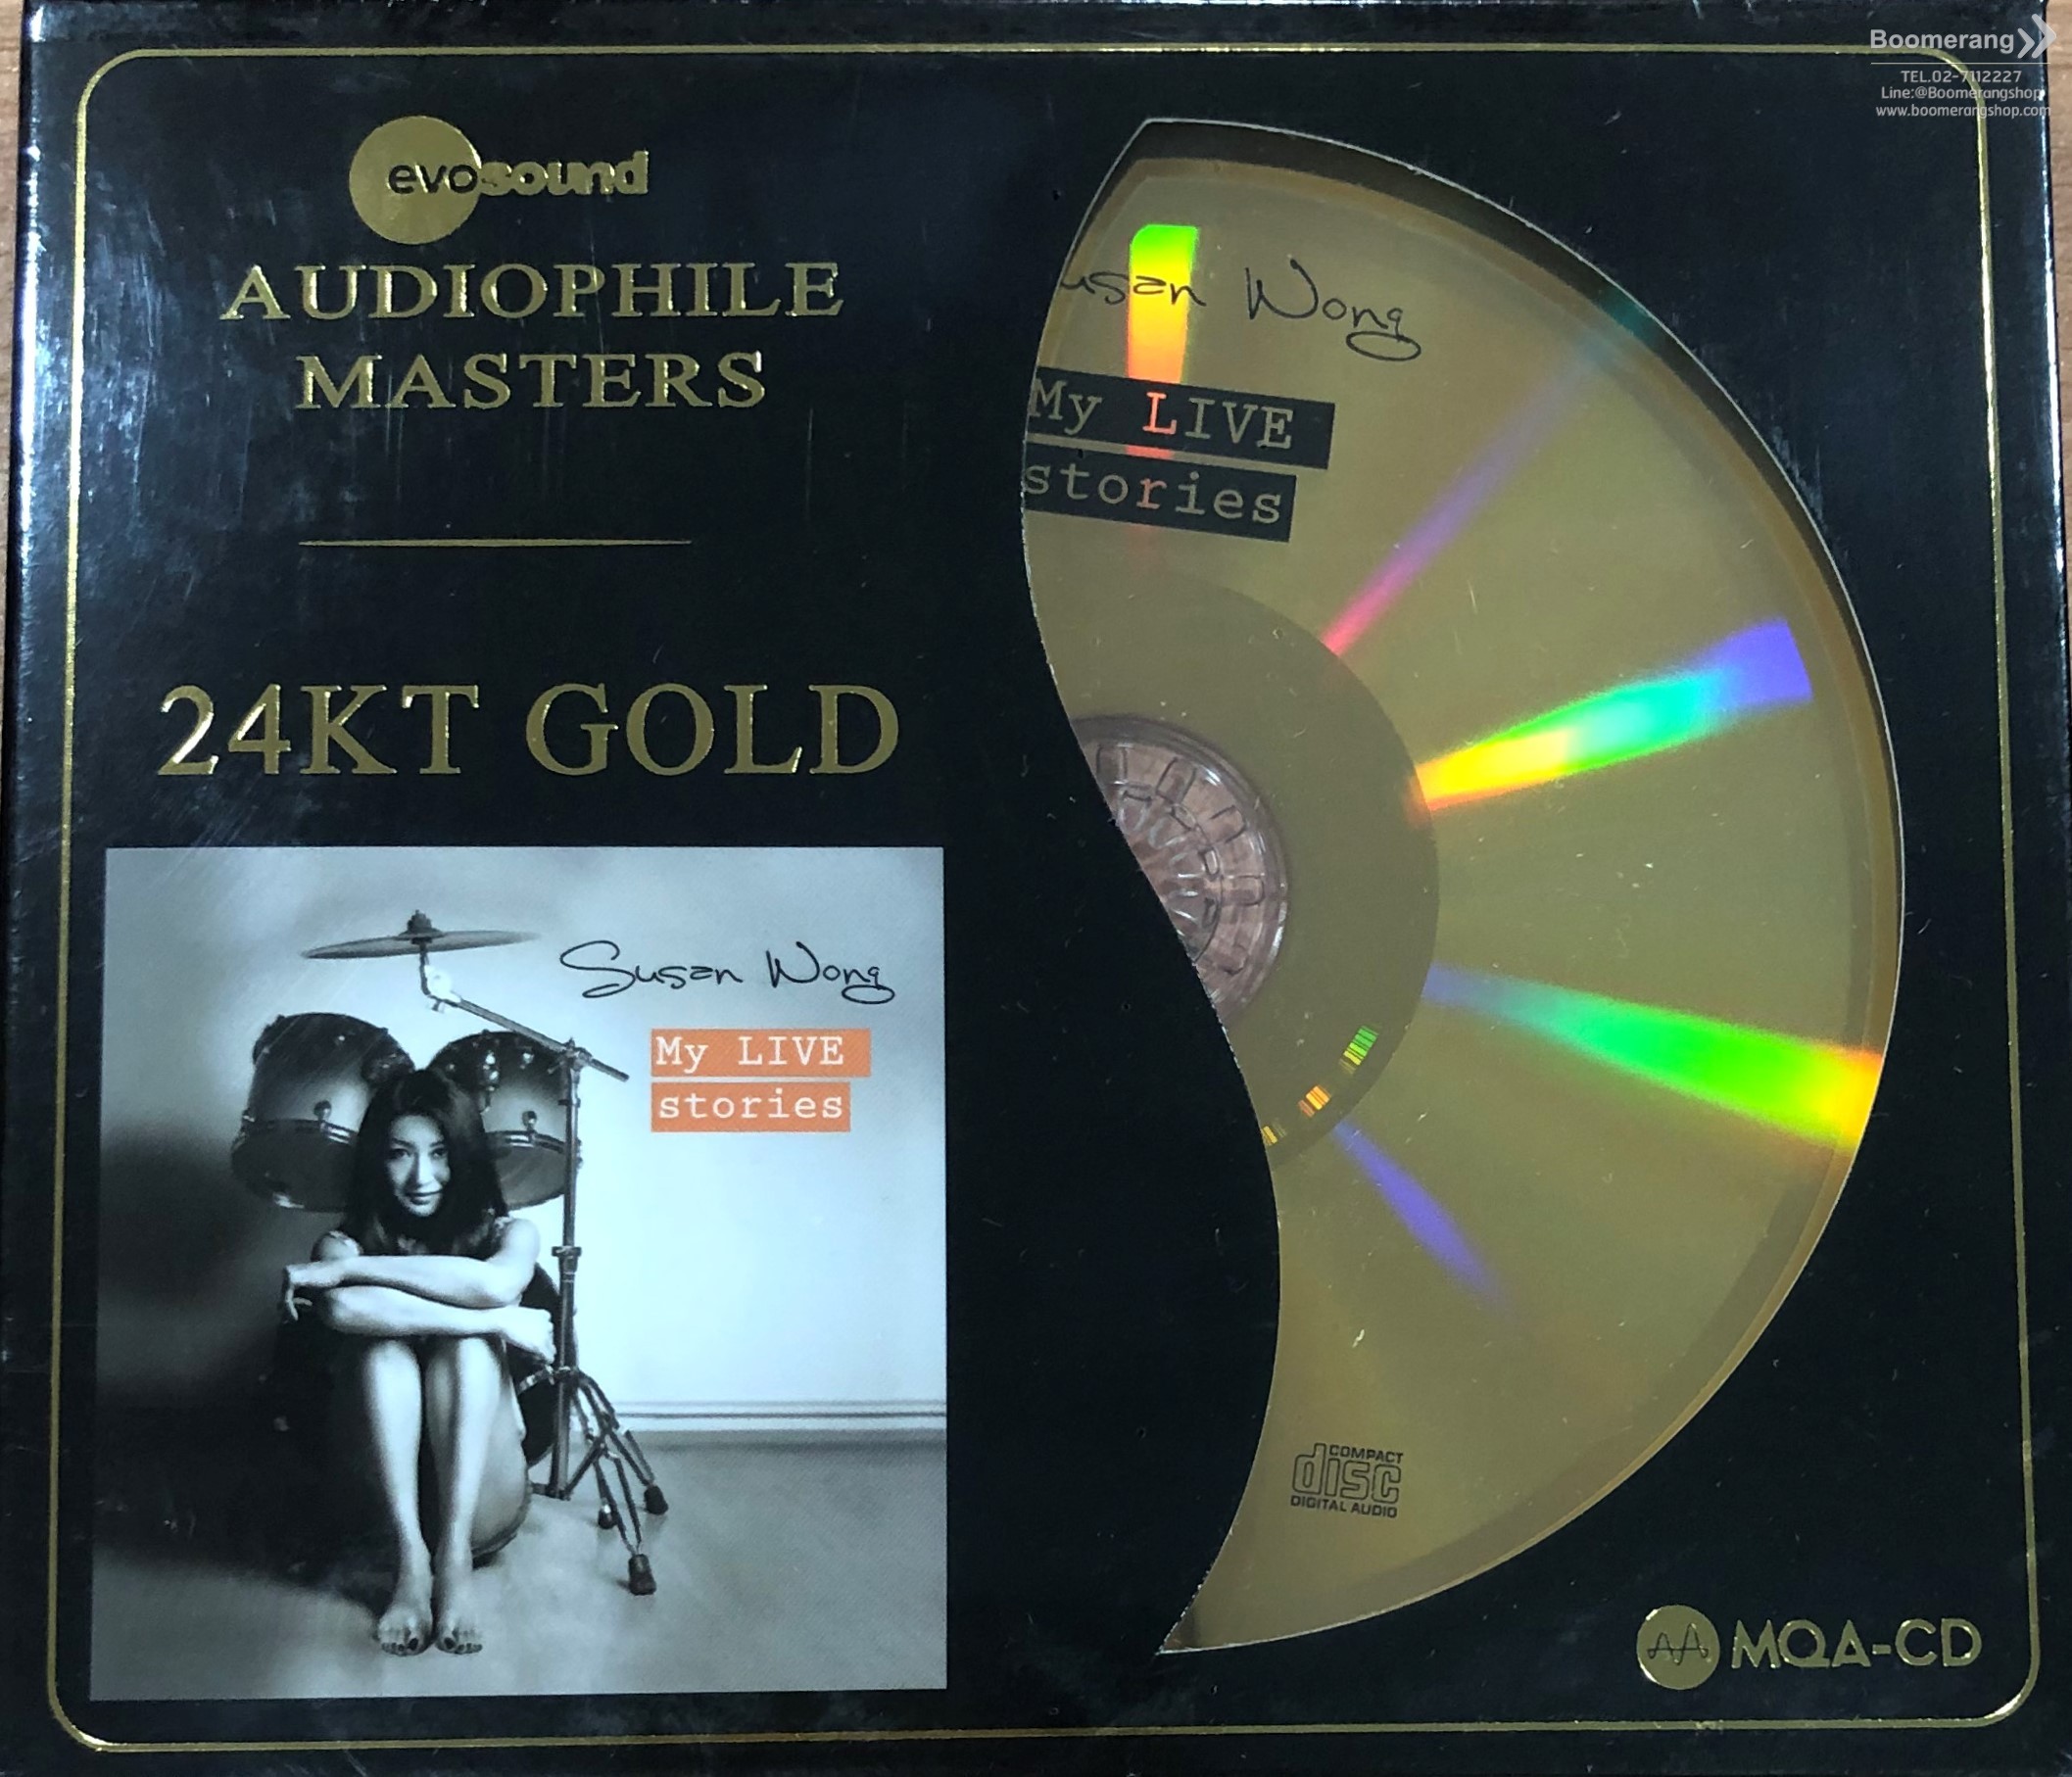 Boomerang
TEL.02-7112227
Line:@Boomerangshop
www.boomerangshop.com
evosound
AUDIOPHILE
MASTERS
24KT GOLD
Susan Wong
My LIVE
stories
usan Wong
My LIVE
stories
COMPACT
disc
DIGITAL AUDIO
MQA-CD